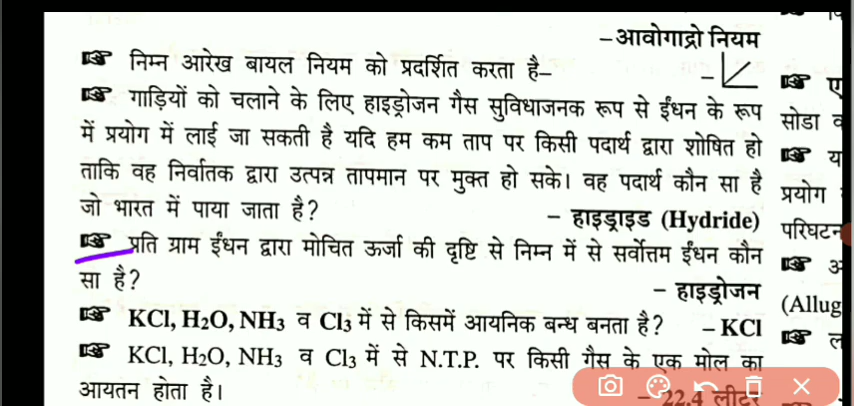 –आवोगाद्रो नियम
☞ निम्न आरेख बायल नियम को प्रदर्शित करता है– –
☞ गाड़ियों को चलाने के लिए हाइड्रोजन गैस सुविधाजनक रूप से ईंधन के रूप
में प्रयोग में लाई जा सकती है यदि हम कम ताप पर किसी पदार्थ द्वारा शोषित हो
ताकि वह निर्वातक द्वारा उत्पन्न तापमान पर मुक्त हो सके। वह पदार्थ कौन सा है
जो भारत में पाया जाता है? – हाइड्राइड (Hydride)
☞ प्रति ग्राम ईंधन द्वारा मोचित ऊर्जा की दृष्टि से निम्न में से सर्वोत्तम ईंधन कौन
सा है? – हाइड्रोजन
☞ KCl, H₂O, NH₃ व Cl₃ में से किसमें आयनिक बन्ध बनता है? – KCl
☞ KCl, H₂O, NH₃ व Cl₃ में से N.T.P. पर किसी गैस के एक मोल का
आयतन होता है। – 22.4 लीटर
☞ ए
सोडा
☞ य
प्रयोग
परिघटन
☞
(Allug
☞ ल